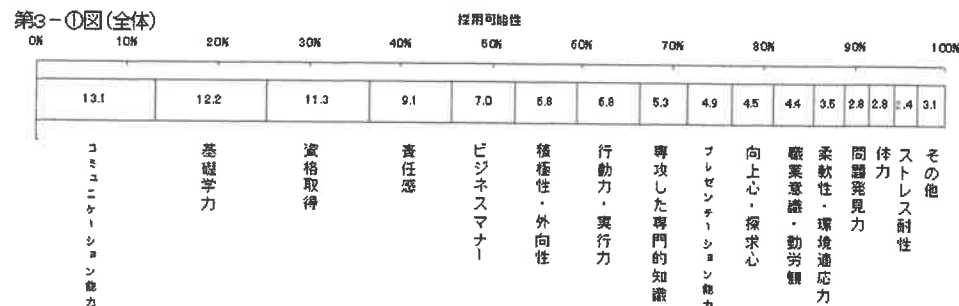 第3-①図(全体)
採用可能性
0% 10% 20% 30% 40% 50% 60% 70% 80% 90% 100%
13.1 12.2 11.3 9.1 7.0 6.8 6.8 5.3 4.9 4.5 4.4 3.5 2.8 2.8 2.4 3.1
コミュニケーション能力
基礎学力
資格取得
責任感
ビジネスマナー
積極性・外向性
行動力・実行力
専攻した専門的知識
プレゼンテーション能力
向上心・探求心
職業意識・勤労観
柔軟性・環境適応力
問題発見力
体力
ストレス耐性
その他